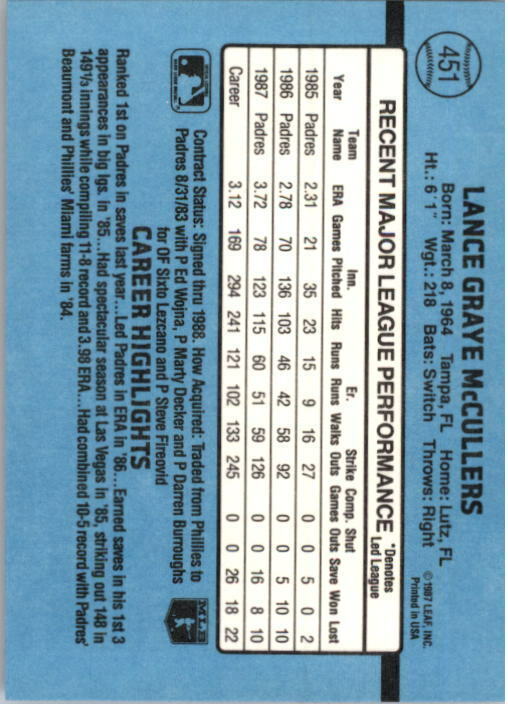 451
LANCE GRAYE McCULLERS
Born: March 8, 1964 Tampa, FL Home: Lutz, FL
Ht.: 6'1" Wgt.: 218 Bats: Switch Throws: Right
© 1987 LEAF, INC.
Printed in USA
RECENT MAJOR LEAGUE PERFORMANCE
*Denotes
Led League
Team Inn. Er. Strike Comp. Shut
Year Name ERA Games Pitched Hits Runs Runs Walks Outs Games Outs Save Won Lost
1985 Padres 2.31 21 35 23 15 9 16 27 0 0 5 0 2
1986 Padres 2.78 70 136 103 46 42 58 92 0 0 5 10 10
1987 Padres 3.72 78 123 115 60 51 59 126 0 0 16 8 10
Career 3.12 169 294 241 121 102 133 245 0 0 26 18 22
Contract Status: Signed thru 1988. How Acquired: Traded from Phillies to
Padres 8/31/83 with P Ed Wojna, P Marty Decker and P Darren Burroughs
for OF Sixto Lezcano and P Steve Fireovid
MLB
CAREER HIGHLIGHTS
Ranked 1st on Padres in saves last year...Led Padres in ERA in '86...Earned saves in his 1st 3
appearances in big lgs. in '85...Had spectacular season at Las Vegas in '85, striking out 148 in
149⅓ innings while compiling 11-8 record and 3.98 ERA...Had combined 10-5 record with Padres'
Beaumont and Phillies' Miami farms in '84.